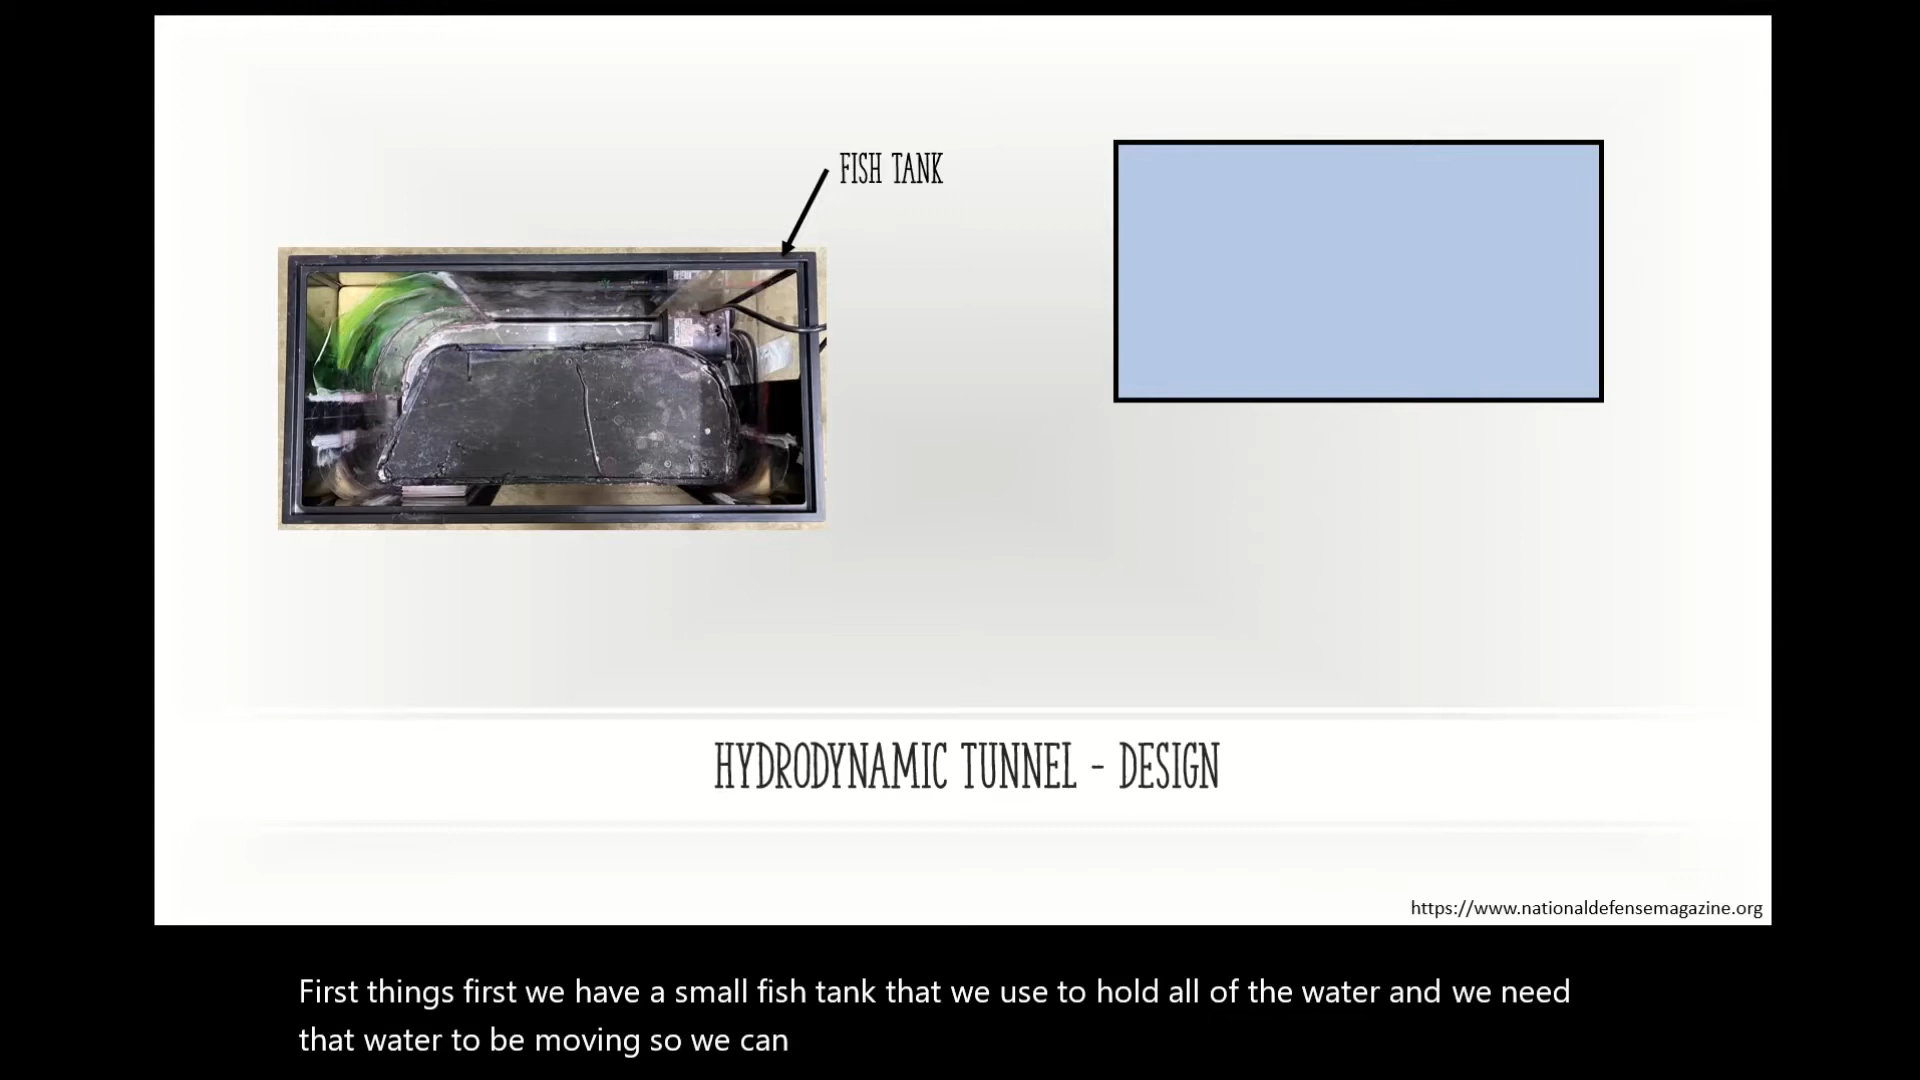 FISH TANK
HYDRODYNAMIC TUNNEL - DESIGN
https://www.nationaldefensemagazine.org
First things first we have a small fish tank that we use to hold all of the water and we need
that water to be moving so we can